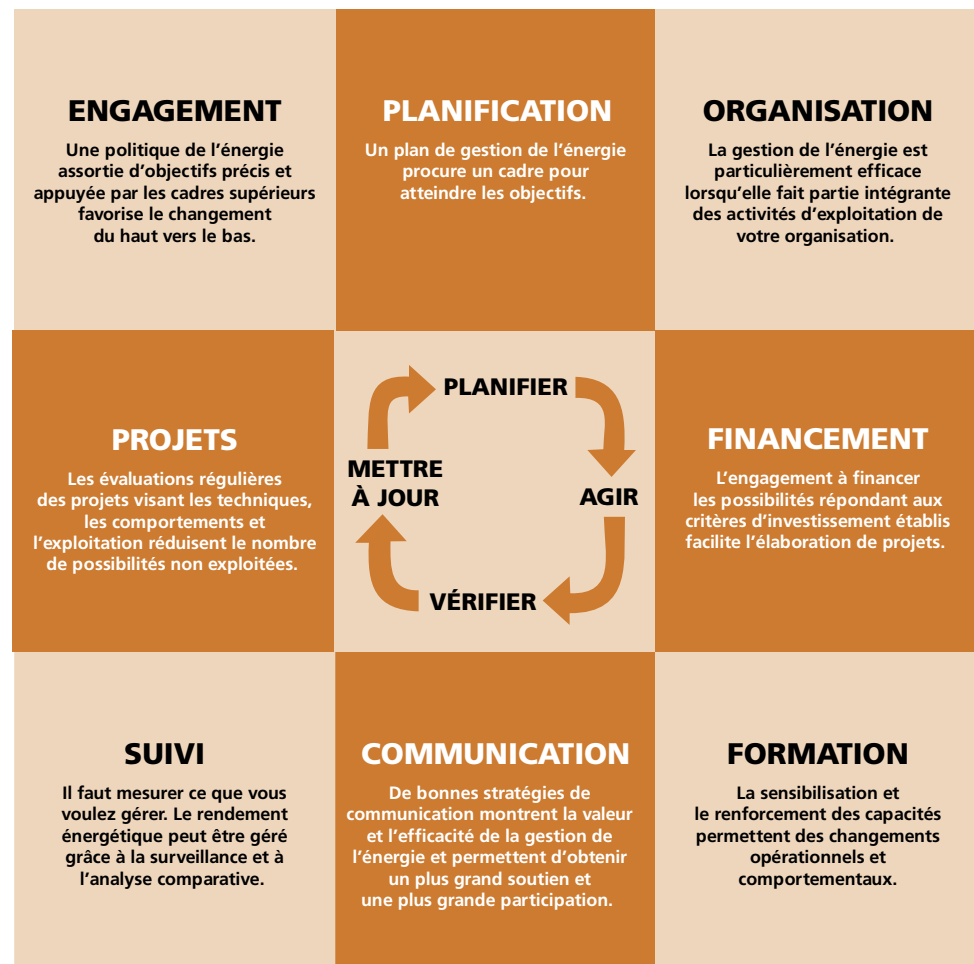 ENGAGEMENT
Une politique de l’énergie
assortie d’objectifs précis et
appuyée par les cadres supérieurs
favorise le changement
du haut vers le bas.
PLANIFICATION
Un plan de gestion de l’énergie
procure un cadre pour
atteindre les objectifs.
ORGANISATION
La gestion de l’énergie est
particulièrement efficace
lorsqu’elle fait partie intégrante
des activités d’exploitation de
votre organisation.
PROJETS
Les évaluations régulières
des projets visant les techniques,
les comportements et
l’exploitation réduisent le nombre
de possibilités non exploitées.
PLANIFIER
AGIR
VÉRIFIER
METTRE
À JOUR
FINANCEMENT
L’engagement à financer
les possibilités répondant aux
critères d’investissement établis
facilite l’élaboration de projets.
SUIVI
Il faut mesurer ce que vous
voulez gérer. Le rendement
énergétique peut être géré
grâce à la surveillance et à
l’analyse comparative.
COMMUNICATION
De bonnes stratégies de
communication montrent la valeur
et l’efficacité de la gestion de
l’énergie et permettent d’obtenir
un plus grand soutien et
une plus grande participation.
FORMATION
La sensibilisation et
le renforcement des capacités
permettent des changements
opérationnels et
comportementaux.